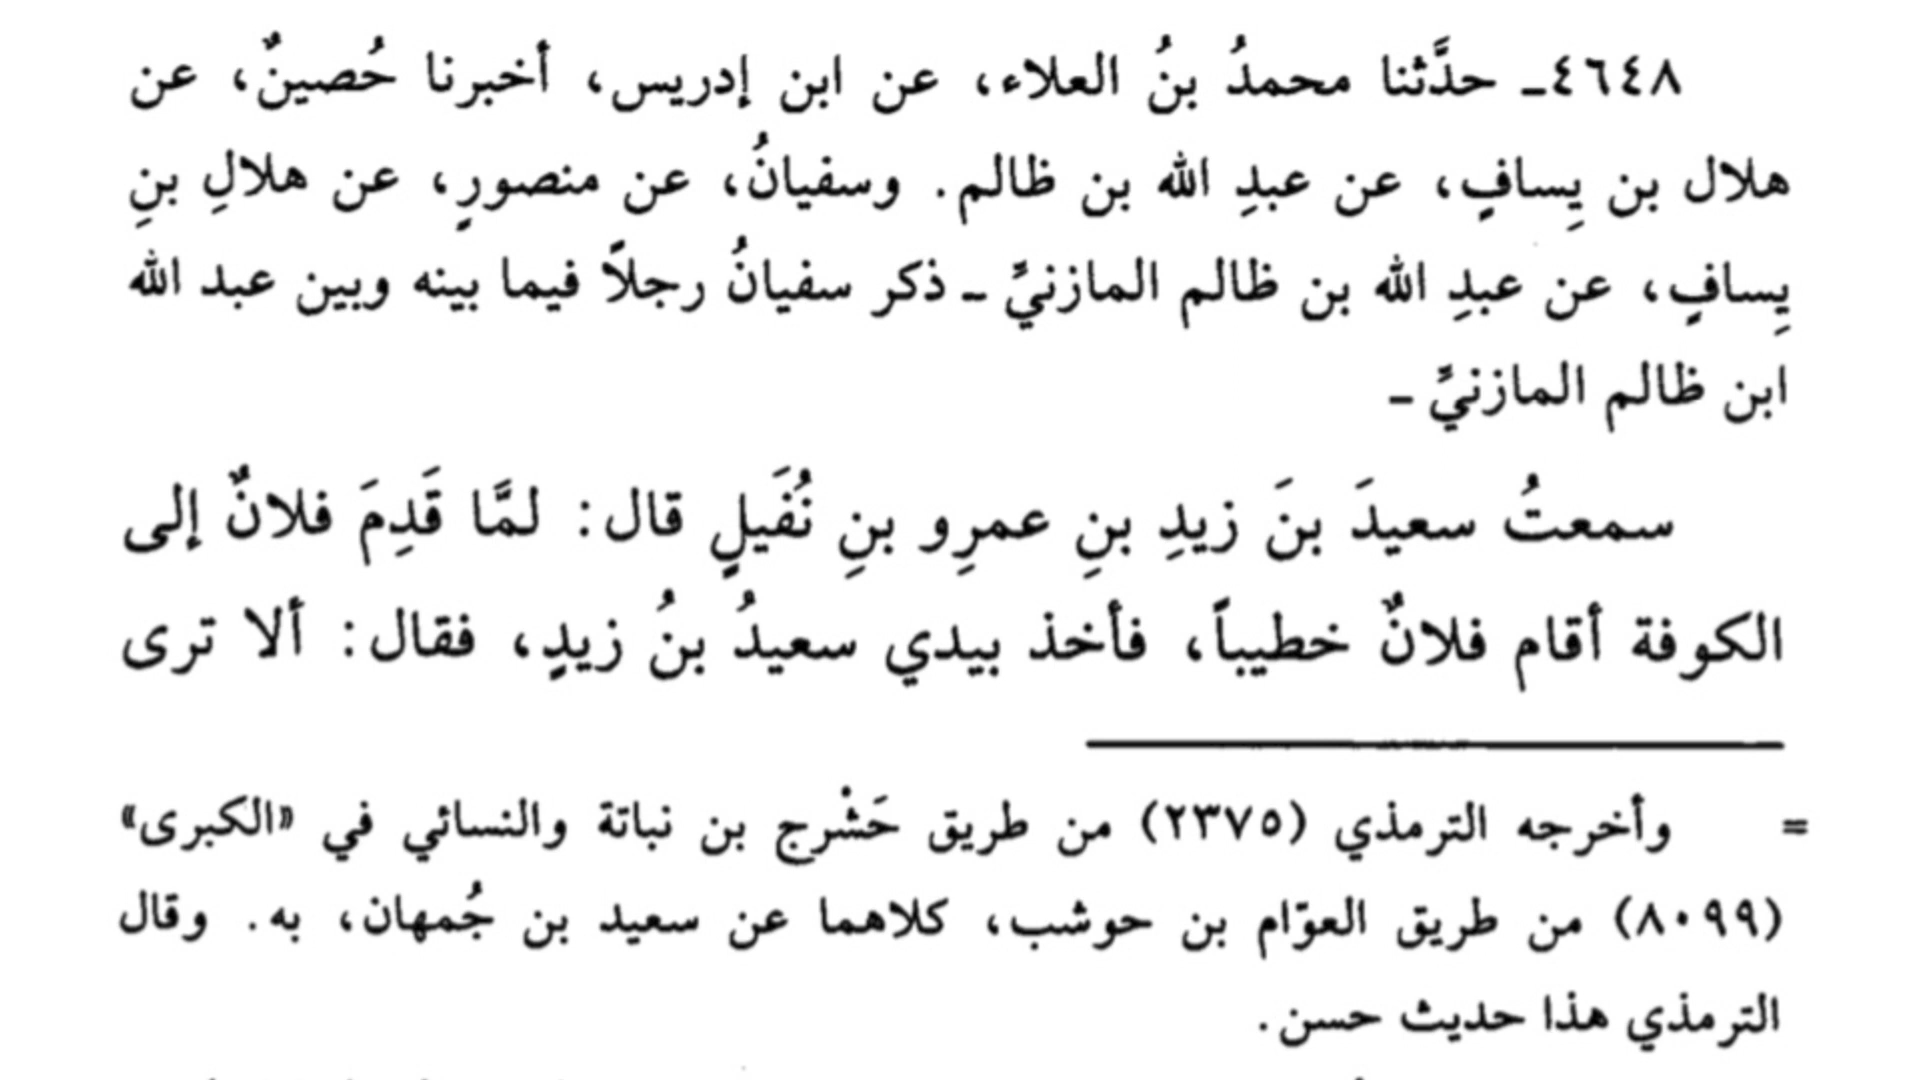 ٤٦٤٨ـ حدَّثنا محمدُ بنُ العلاء، عن ابن إدريس، أخبرنا حُصينٌ، عن
هلال بن يِسافٍ، عن عبدِ الله بن ظالم. وسفيانُ، عن منصورٍ، عن هلالِ بنِ
يِسافٍ، عن عبدِ الله بن ظالم المازنيِّ ـ ذكر سفيانُ رجلاً فيما بينه وبين عبد الله
ابن ظالم المازنيِّ ـ
سمعتُ سعيدَ بنَ زيدِ بنِ عمرِو بنِ نُفَيلٍ قال: لمَّا قَدِمَ فلانٌ إلى
الكوفة أقام فلانٌ خطيباً، فأخذ بيدي سعيدُ بنُ زيدٍ، فقال: ألا ترى
= وأخرجه الترمذي (٢٣٧٥) من طريق حَشْرج بن نباتة والنسائي في «الكبرى»
(٨٠٩٩) من طريق العوّام بن حوشب، كلاهما عن سعيد بن جُمهان، به. وقال
الترمذي هذا حديث حسن.